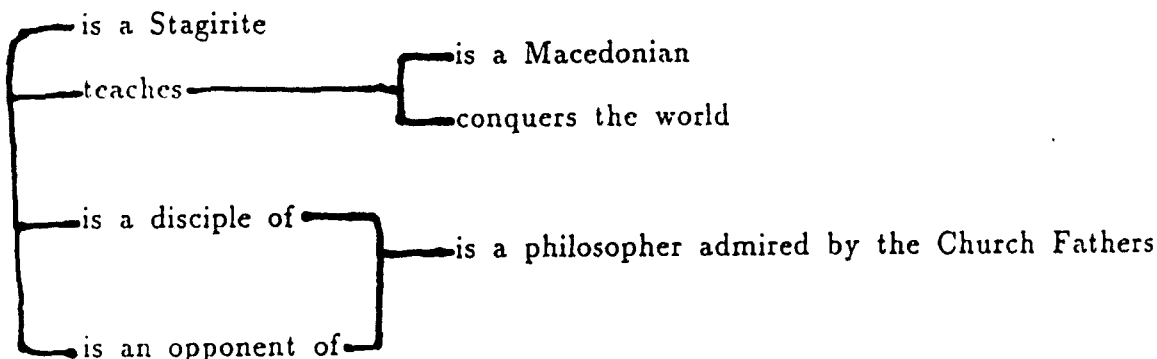 is a Stagirite
is a Macedonian
teaches
conquers the world
is a disciple of
is a philosopher admired by the Church Fathers
is an opponent of